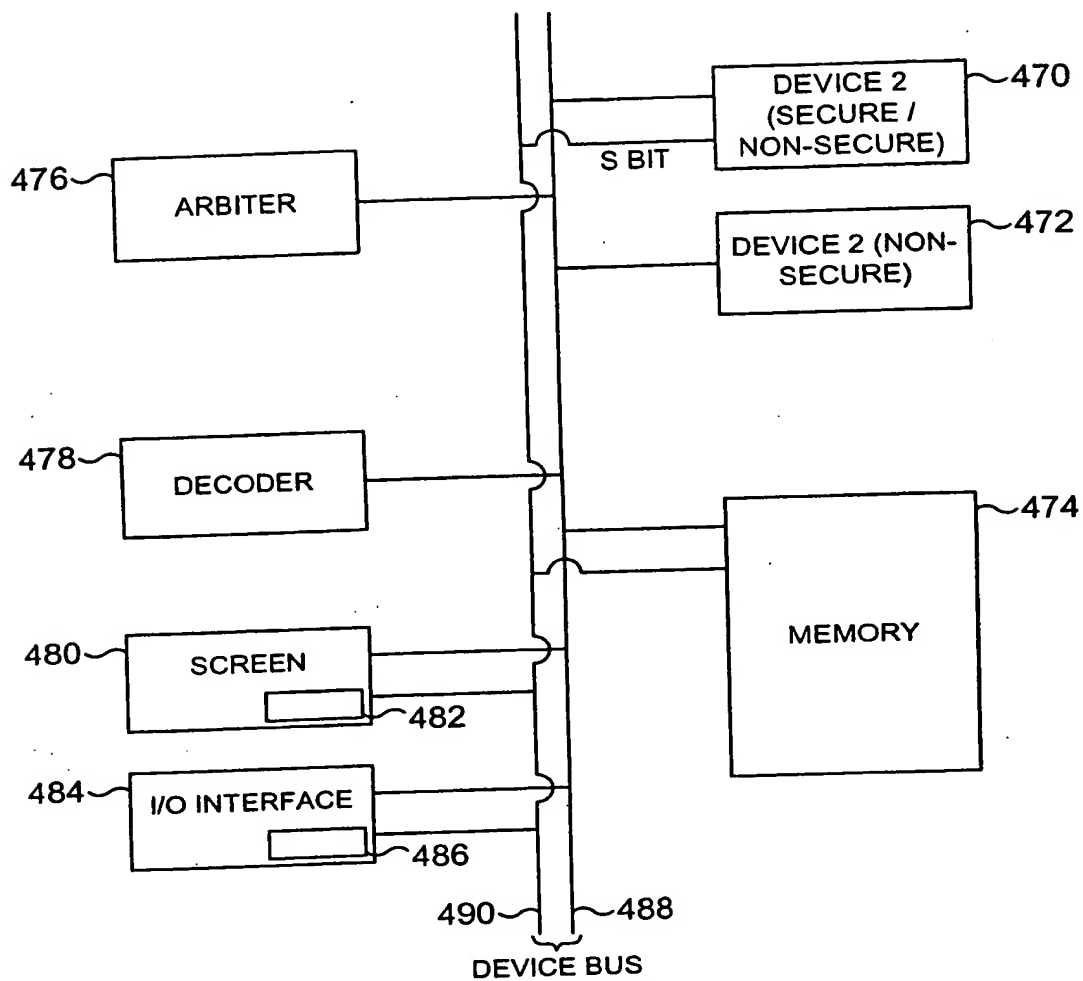 DEVICE 2
(SECURE /
NON-SECURE)
470
S BIT
476
ARBITER
472
DEVICE 2 (NON-
SECURE)
478
DECODER
474
MEMORY
480
SCREEN
482
484
I/O INTERFACE
486
490
488
DEVICE BUS